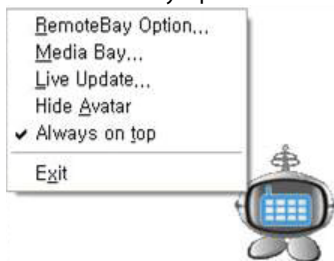 RemoteBay Option...
Media Bay...
Live Update...
Hide Avatar
✔ Always on top
Exit